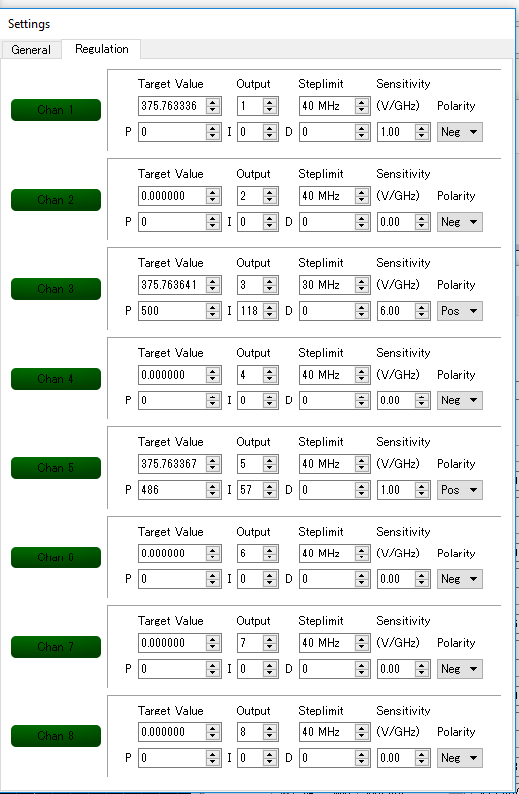 Settings
General Regulation
Target Value Output Steplimit Sensitivity
Chan 1 375.763336 1 40 MHz (V/GHz) Polarity
P 0 I 0 D 0 1.00 Neg
Target Value Output Steplimit Sensitivity
Chan 2 0.000000 2 40 MHz (V/GHz) Polarity
P 0 I 0 D 0 0.00 Neg
Target Value Output Steplimit Sensitivity
Chan 3 375.763641 3 30 MHz (V/GHz) Polarity
P 500 I 118 D 0 6.00 Pos
Target Value Output Steplimit Sensitivity
Chan 4 0.000000 4 40 MHz (V/GHz) Polarity
P 0 I 0 D 0 0.00 Neg
Target Value Output Steplimit Sensitivity
Chan 5 375.763367 5 40 MHz (V/GHz) Polarity
P 486 I 57 D 0 1.00 Pos
Target Value Output Steplimit Sensitivity
Chan 6 0.000000 6 40 MHz (V/GHz) Polarity
P 0 I 0 D 0 0.00 Neg
Target Value Output Steplimit Sensitivity
Chan 7 0.000000 7 40 MHz (V/GHz) Polarity
P 0 I 0 D 0 0.00 Neg
Target Value Output Steplimit Sensitivity
Chan 8 0.000000 8 40 MHz (V/GHz) Polarity
P 0 I 0 D 0 0.00 Neg